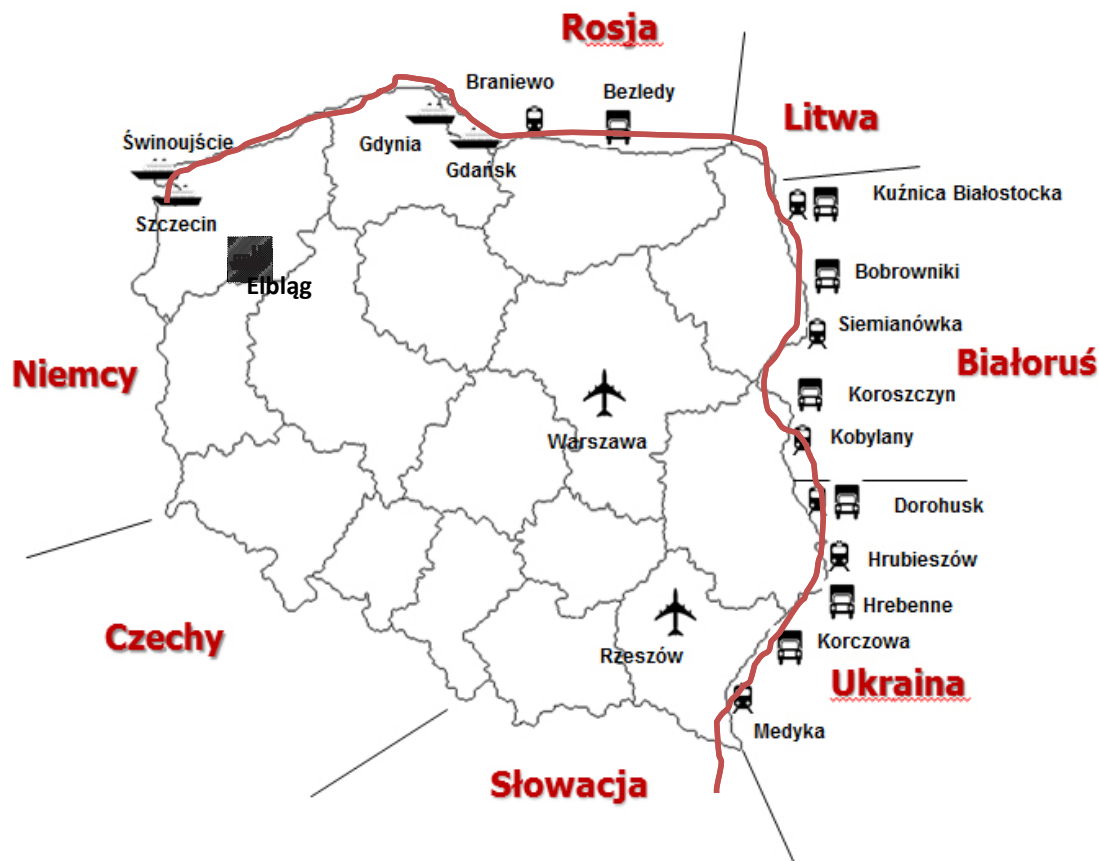 Rosja
Braniewo
Bezledy
Litwa
Świnoujście
Gdynia
Gdańsk
Kuźnica Białostocka
Szczecin
Bobrowniki
Elbląg
Siemianówka
Niemcy
Białoruś
Koroszczyn
Warszawa
Kobylany
Dorohusk
Hrubieszów
Hrebenne
Czechy
Korczowa
Rzeszów
Ukraina
Medyka
Słowacja